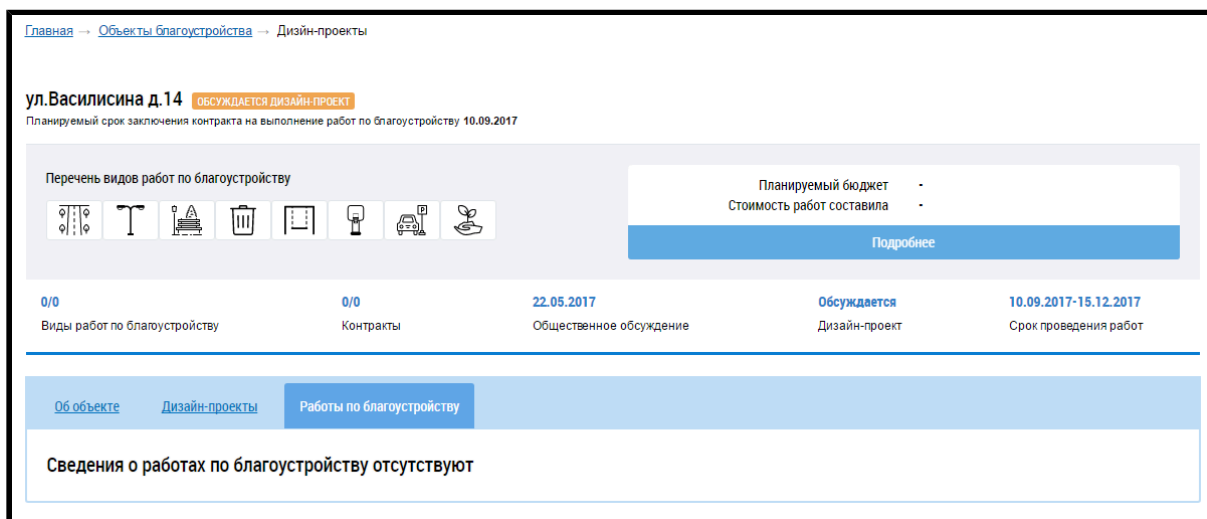 Главная → Объекты благоустройства → Дизйн-проекты
ул.Василисина д.14 ОБСУЖДАЕТСЯ ДИЗАЙН-ПРОЕКТ
Планируемый срок заключения контракта на выполнение работ по благоустройству 10.09.2017
Перечень видов работ по благоустройству
P
Планируемый бюджет -
Стоимость работ составила -
Подробнее
0/0 0/0 22.05.2017 Обсуждается 10.09.2017-15.12.2017
Виды работ по благоустройству Контракты Общественное обсуждение Дизайн-проект Срок проведения работ
Об объекте Дизайн-проекты Работы по благоустройству
Сведения о работах по благоустройству отсутствуют